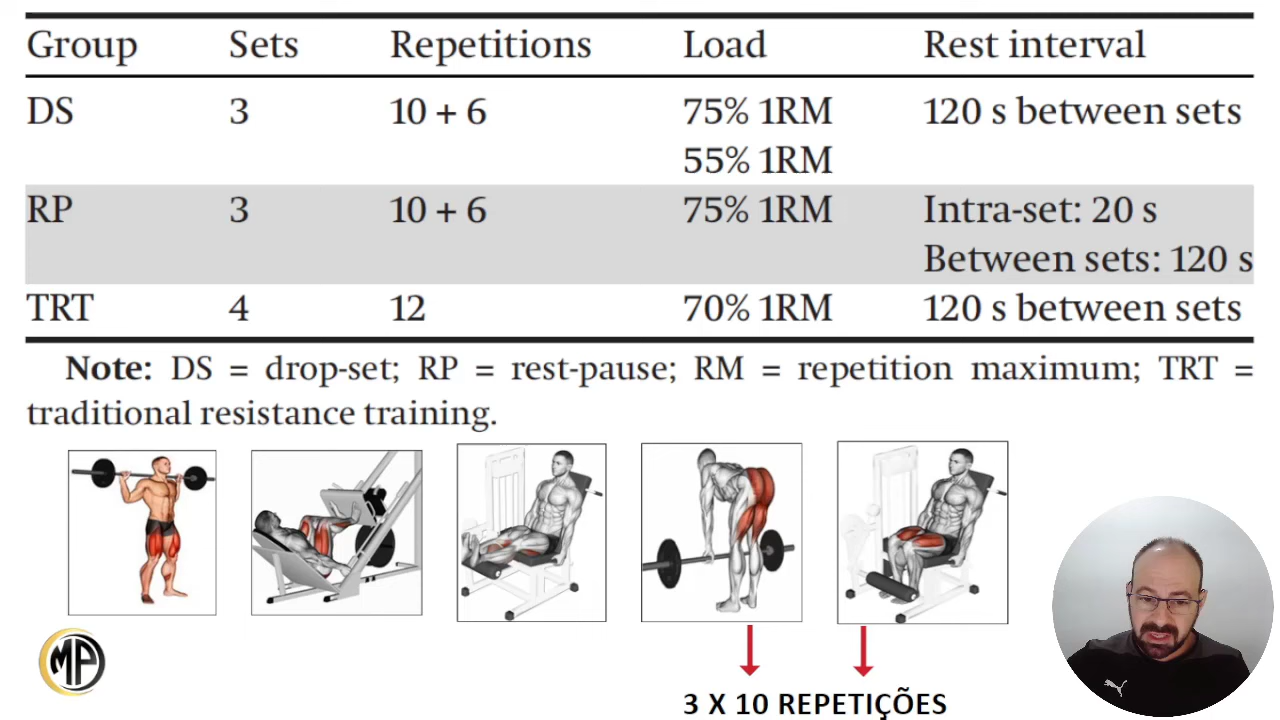 Group Sets Repetitions Load Rest interval
DS 3 10 + 6 75% 1RM 120 s between sets
55% 1RM
RP 3 10 + 6 75% 1RM Intra-set: 20 s
Between sets: 120 s
TRT 4 12 70% 1RM 120 s between sets
Note: DS = drop-set; RP = rest-pause; RM = repetition maximum; TRT =
traditional resistance training.
MP
3 X 10 REPETIÇÕES